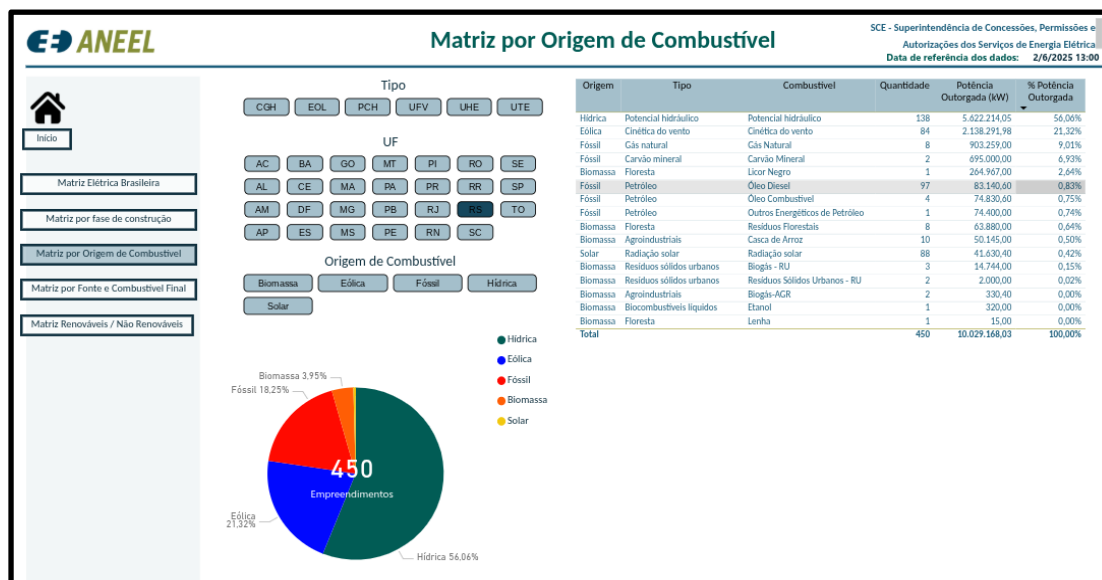 ANEEL
Matriz por Origem de Combustível
SCE - Superintendência de Concessões, Permissões e
Autorizações dos Serviços de Energia Elétrica
Data de referência dos dados: 2/6/2025 13:00
Início
Matriz Elétrica Brasileira
Matriz por fase de construção
Matriz por Origem de Combustível
Matriz por Fonte e Combustível Final
Matriz Renováveis / Não Renováveis
Tipo
CGH EOL PCH UFV UHE UTE
UF
AC BA GO MT PI RO SE
AL CE MA PA PR RR SP
AM DF MG PB RJ RS TO
AP ES MS PE RN SC
Origem de Combustível
Biomassa Eólica Fóssil Hídrica
Solar
Hídrica
Eólica
Fóssil
Biomassa
Solar
Biomassa 3,95%
Fóssil 18,25%
450
Empreendimentos
Eólica
21,32%
Hídrica 56,06%
Origem Tipo Combustível Quantidade Potência Outorgada (kW) % Potência Outorgada
Hídrica Potencial hidráulico Potencial hidráulico 138 5.622.214,05 56,06%
Eólica Cinética do vento Cinética do vento 84 2.138.291,98 21,32%
Fóssil Gás natural Gás Natural 8 903.259,00 9,01%
Fóssil Carvão mineral Carvão Mineral 2 695.000,00 6,93%
Biomassa Floresta Licor Negro 1 264.967,00 2,64%
Fóssil Petróleo Óleo Diesel 97 83.140,60 0,83%
Fóssil Petróleo Óleo Combustível 4 74.830,60 0,75%
Fóssil Petróleo Outros Energéticos de Petróleo 1 74.400,00 0,74%
Biomassa Floresta Resíduos Florestais 8 63.880,00 0,64%
Biomassa Agroindustriais Casca de Arroz 10 50.145,00 0,50%
Solar Radiação solar Radiação solar 88 41.630,40 0,42%
Biomassa Resíduos sólidos urbanos Biogás - RU 3 14.744,00 0,15%
Biomassa Resíduos sólidos urbanos Resíduos Sólidos Urbanos - RU 2 2.000,00 0,02%
Biomassa Agroindustriais Biogás-AGR 2 330,40 0,00%
Biomassa Biocombustíveis líquidos Etanol 1 320,00 0,00%
Biomassa Floresta Lenha 1 15,00 0,00%
Total 450 10.029.168,03 100,00%